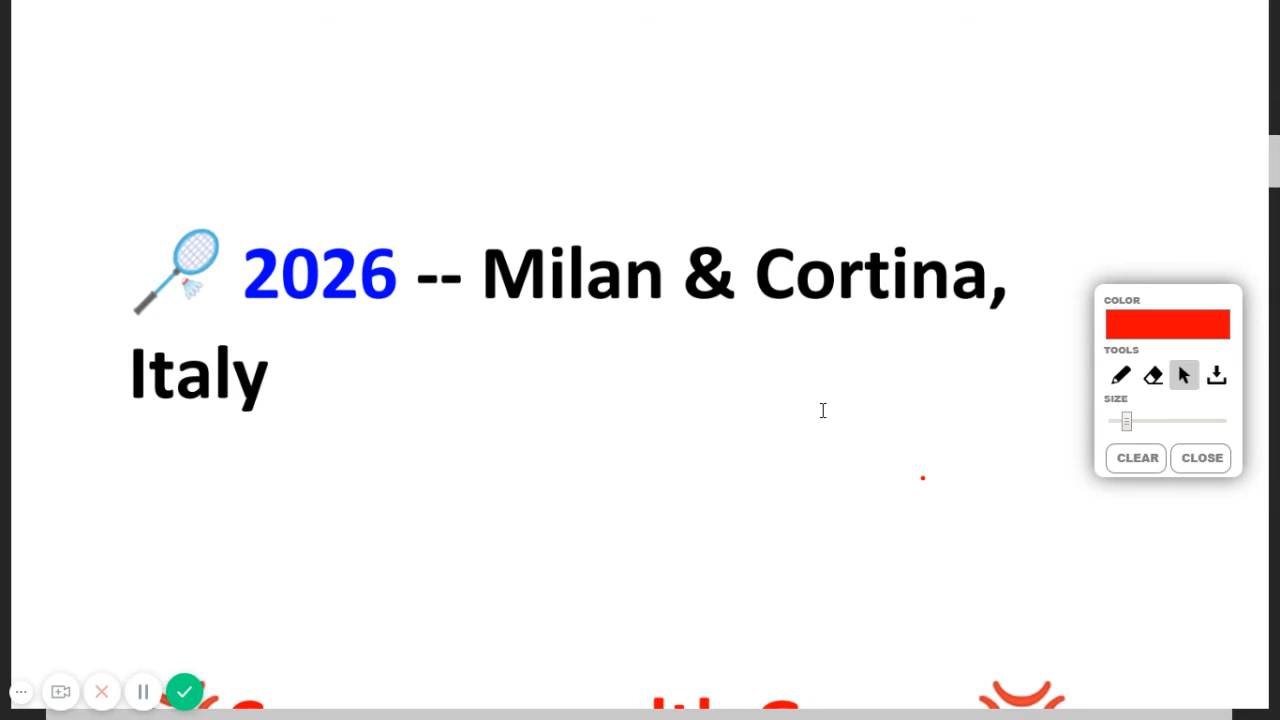 🏸 2026 -- Milan & Cortina,
Italy
COLOR
TOOLS
SIZE
CLEAR CLOSE